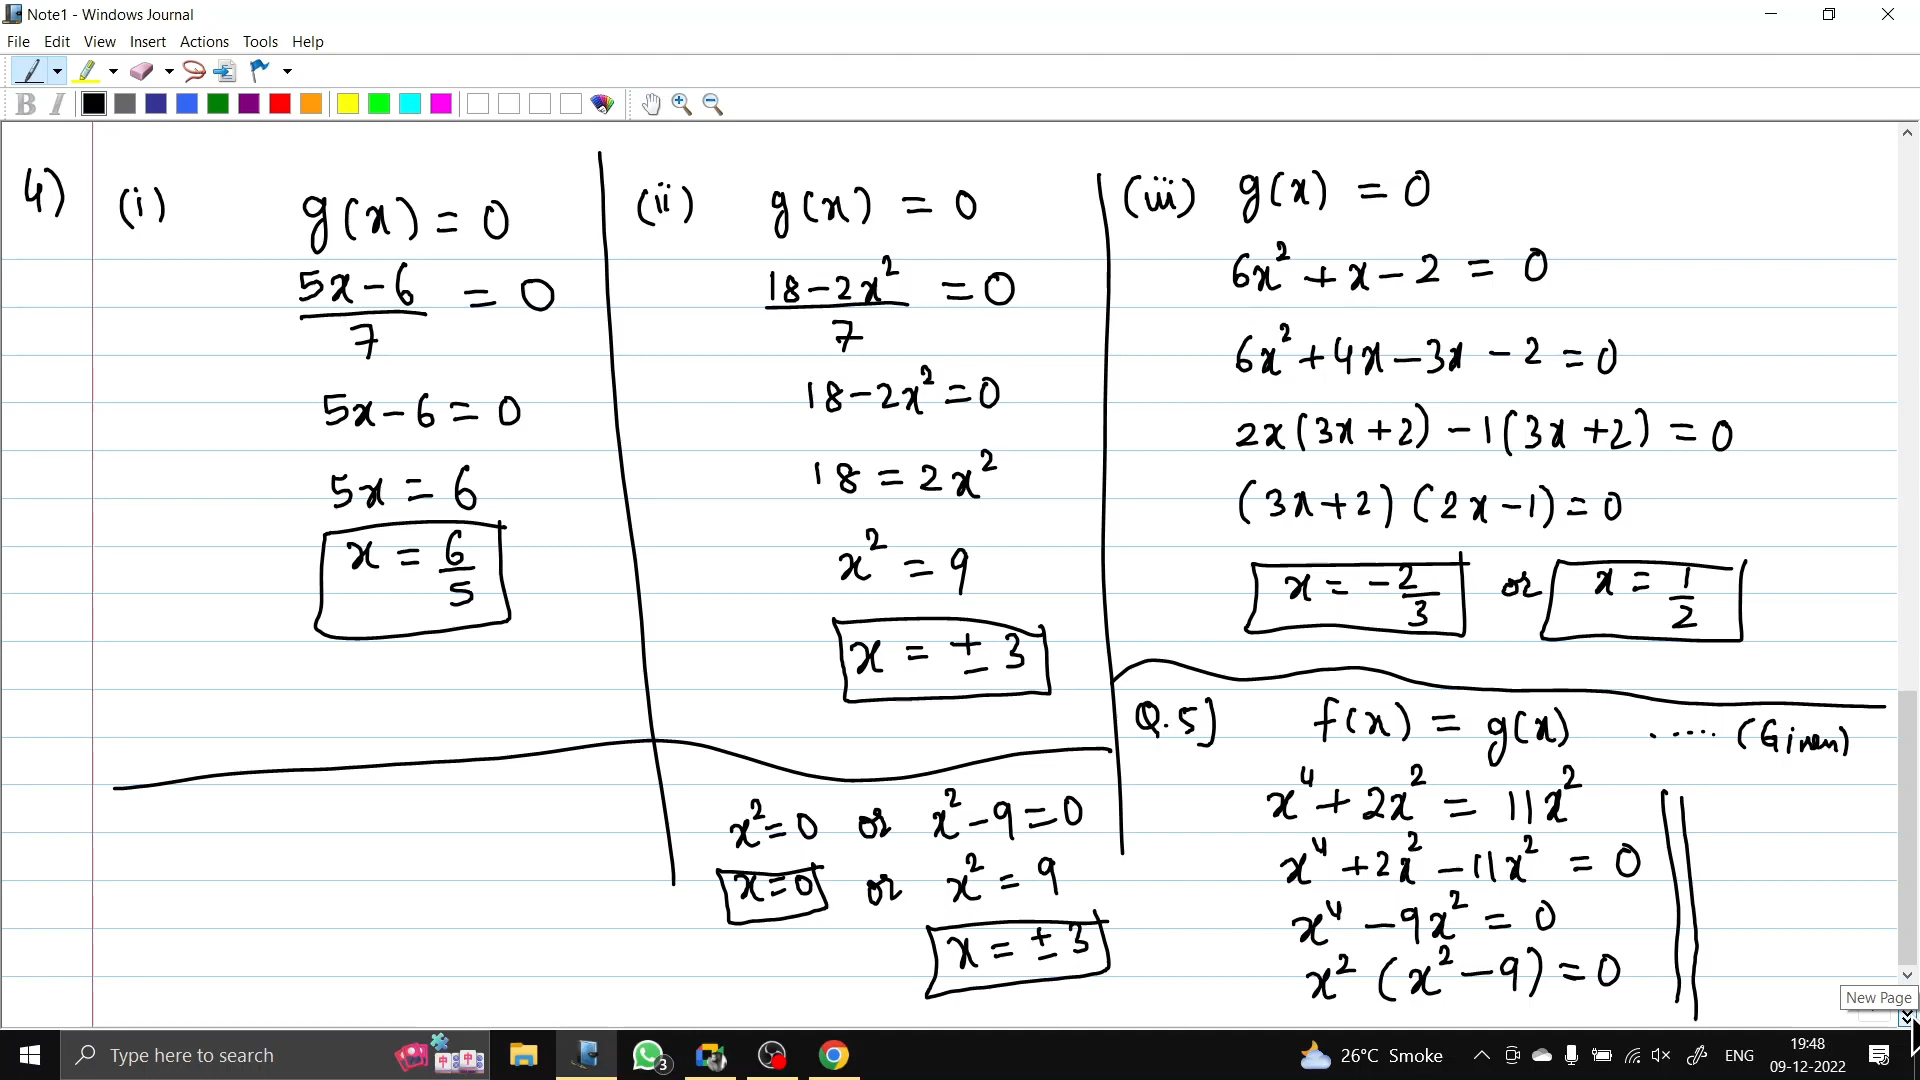 Note1 - Windows Journal
File Edit View Insert Actions Tools Help
B I
4)
(i)
g(x) = 0
5x-6/7 = 0
5x-6 = 0
5x = 6
x = 6/5
(ii)
g(x) = 0
18-2x²/7 = 0
18-2x² = 0
18 = 2x²
x² = 9
x = ± 3
(iii) g(x) = 0
6x² + x - 2 = 0
6x² + 4x - 3x - 2 = 0
2x(3x+2) - 1(3x+2) = 0
(3x+2) (2x-1) = 0
x = -2/3 or x = 1/2
Q.5] f(x) = g(x) ..... (Given)
x⁴ + 2x² = 11x²
x⁴ + 2x² - 11x² = 0
x⁴ - 9x² = 0
x² (x² - 9) = 0
x² = 0 or x² - 9 = 0
x = 0 or x² = 9
x = ± 3
New Page
Type here to search
3
26°C Smoke
ENG
19:48
09-12-2022